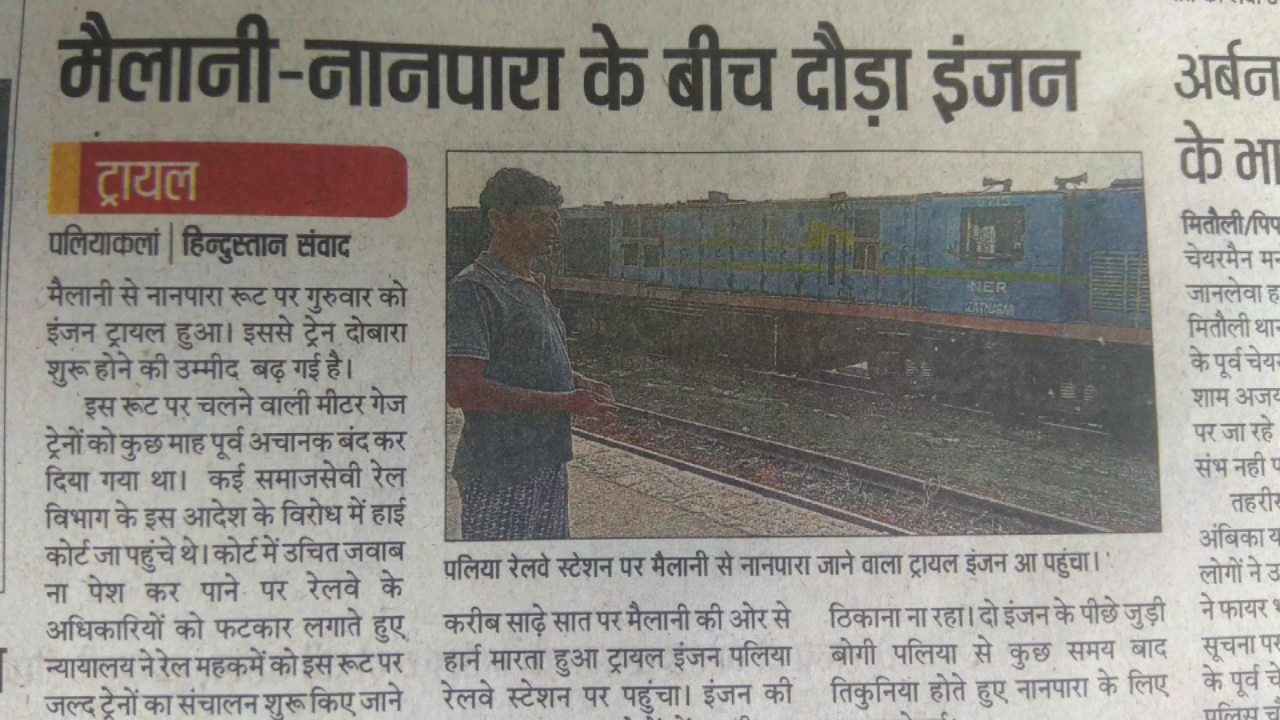 मैलानी-नानपारा के बीच दौड़ा इंजन
ट्रायल
पलियाकलां | हिन्दुस्तान संवाद
मैलानी से नानपारा रूट पर गुरुवार को
इंजन ट्रायल हुआ। इससे ट्रेन दोबारा
शुरू होने की उम्मीद बढ़ गई है।
इस रूट पर चलने वाली मीटर गेज
ट्रेनों को कुछ माह पूर्व अचानक बंद कर
दिया गया था। कई समाजसेवी रेल
विभाग के इस आदेश के विरोध में हाई
कोर्ट जा पहुंचे थे। कोर्ट में उचित जवाब
ना पेश कर पाने पर रेलवे के
अधिकारियों को फटकार लगाते हुए
न्यायालय ने रेल महकमें को इस रूट पर
जल्द ट्रेनों का संचालन शुरू किए जाने
NER
IZATNAGAR
पलिया रेलवे स्टेशन पर मैलानी से नानपारा जाने वाला ट्रायल इंजन आ पहुंचा।
करीब साढ़े सात पर मैलानी की ओर से
हार्न मारता हुआ ट्रायल इंजन पलिया
रेलवे स्टेशन पर पहुंचा। इंजन की
ठिकाना ना रहा। दो इंजन के पीछे जुड़ी
बोगी पलिया से कुछ समय बाद
तिकुनिया होते हुए नानपारा के लिए
अर्बन
के
मितौली
चेयरमैन
जानलेवा
मितौली
के पूर्व
शाम
पर जा रहे
संभ नही
अंबिका
लोगों ने
ने फायर
सूचना पर
के पूर्व